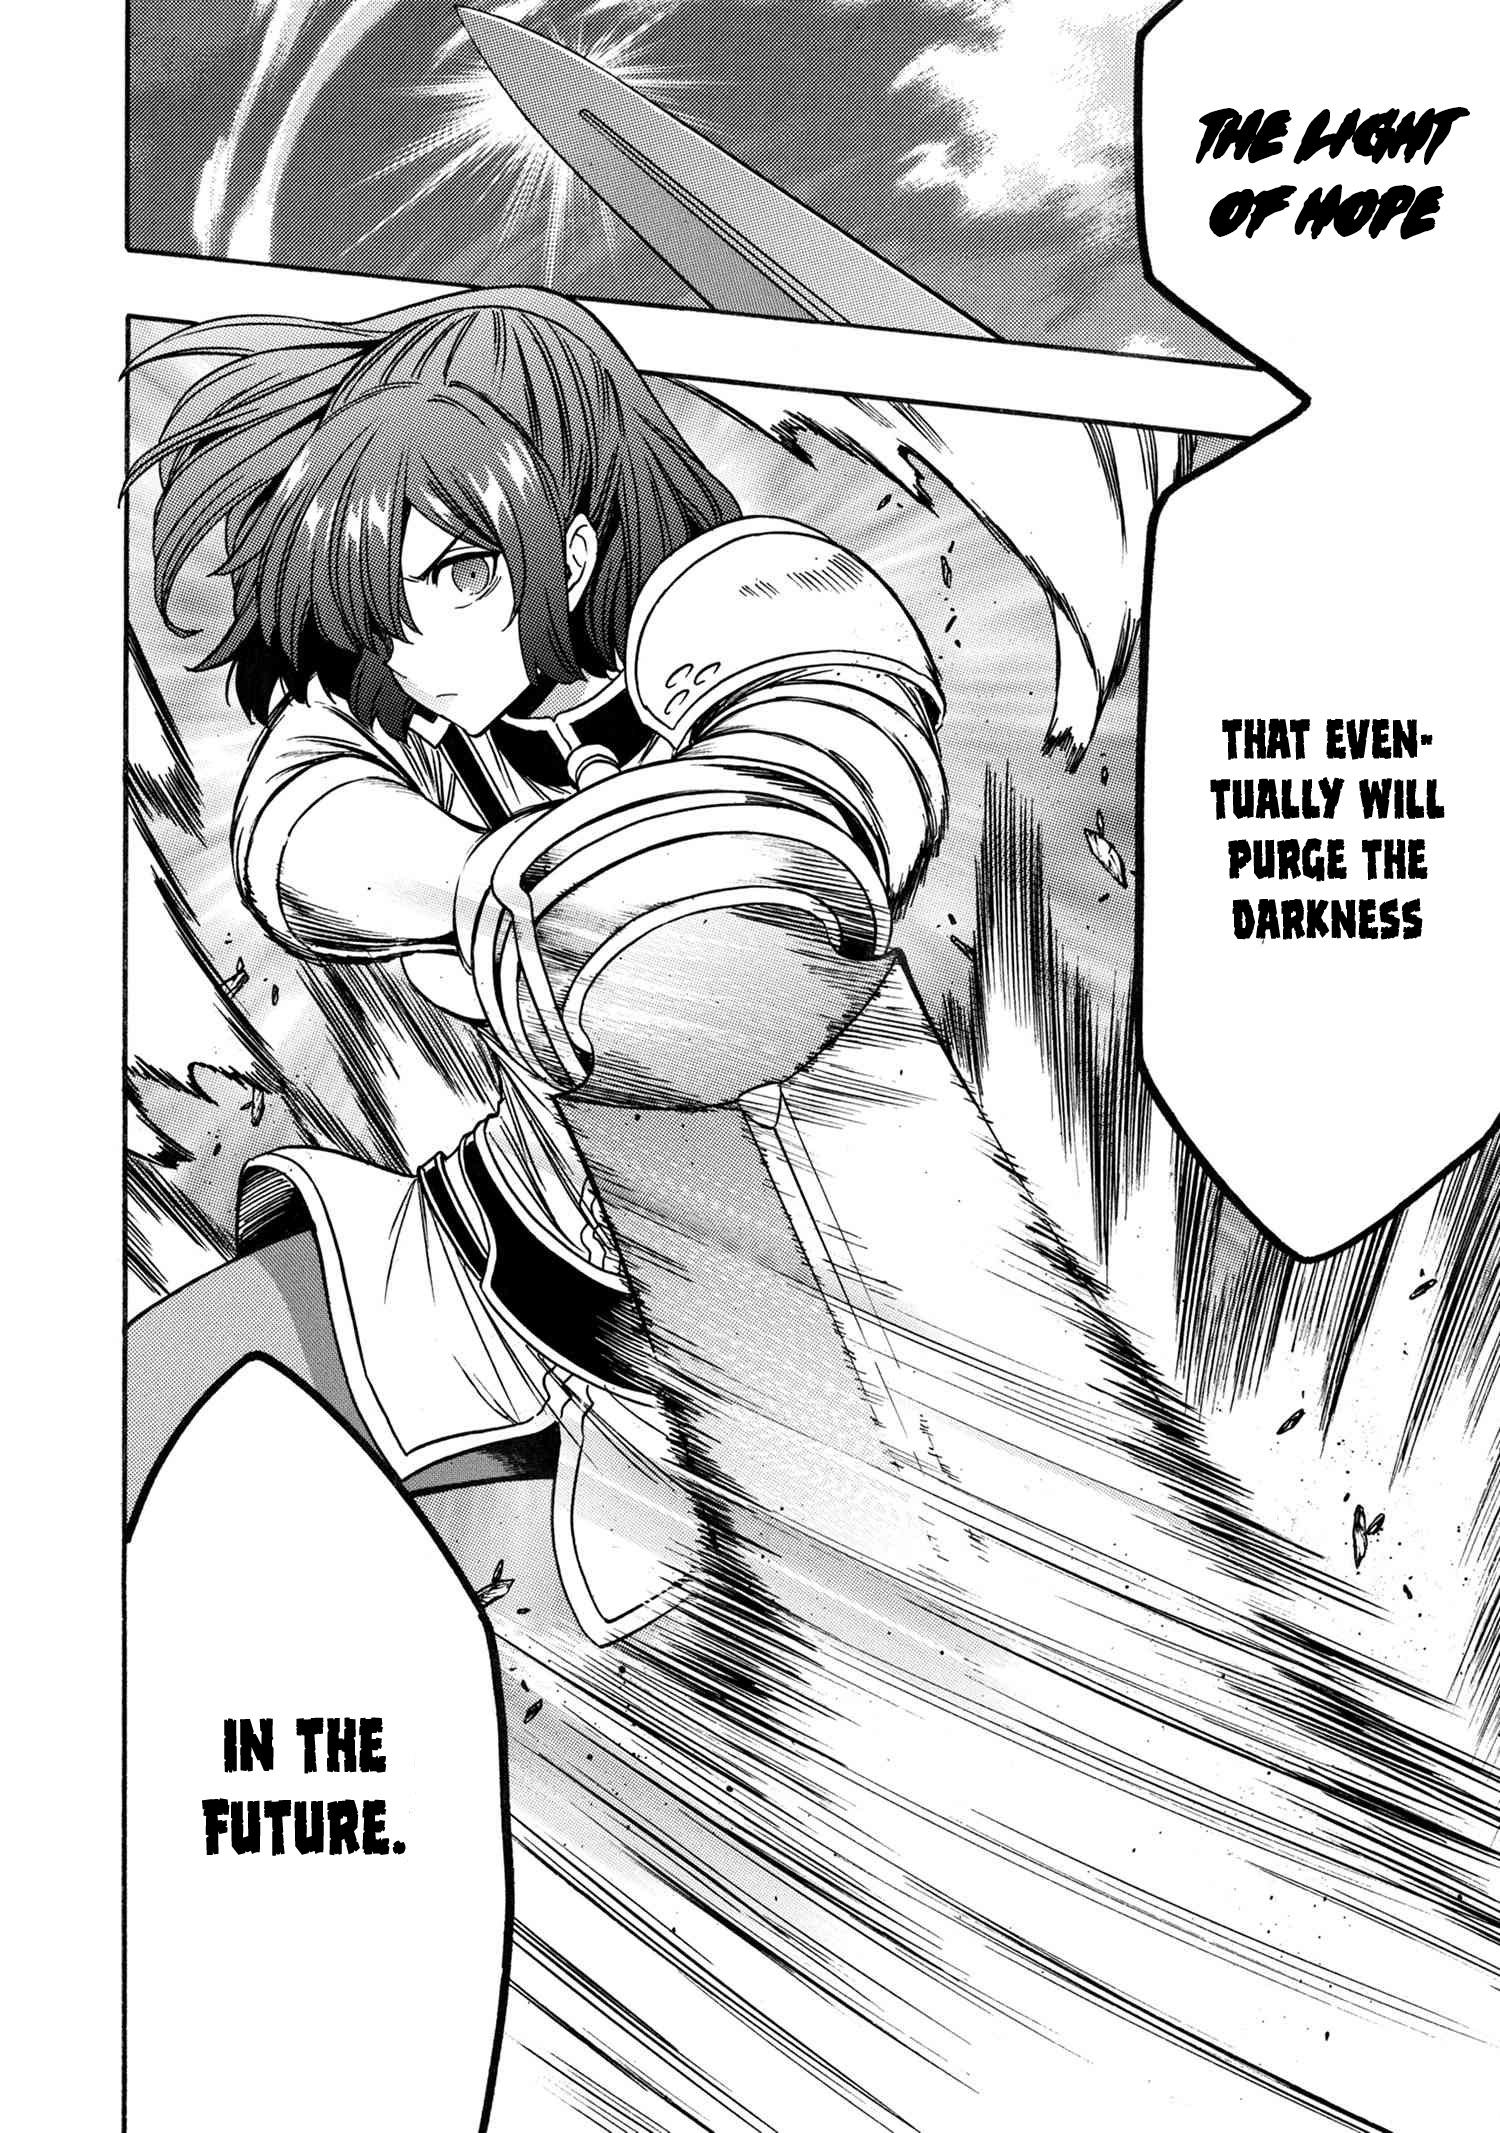 THE LIGHT
OF HOPE
THAT EVEN-
TUALLY WILL
PURGE THE
DARKNESS
IN THE
FUTURE.